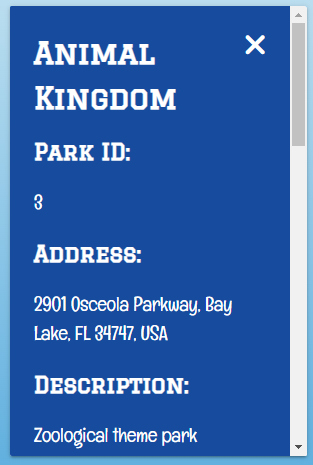 Animal
Kingdom
Park ID:
3
Address:
2901 Osceola Parkway, Bay
Lake, FL 34747, USA
Description:
Zoological theme park